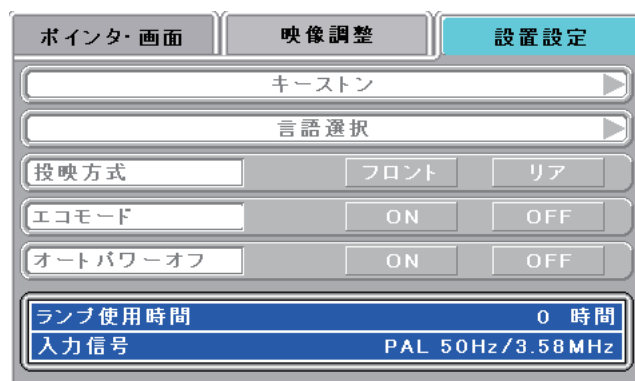 ポインタ・画面 映像調整 設置設定
キーストン
言語選択
投映方式 フロント リア
エコモード ON OFF
オートパワーオフ ON OFF
ランプ使用時間 0 時間
入力信号 PAL 50Hz/3.58MHz